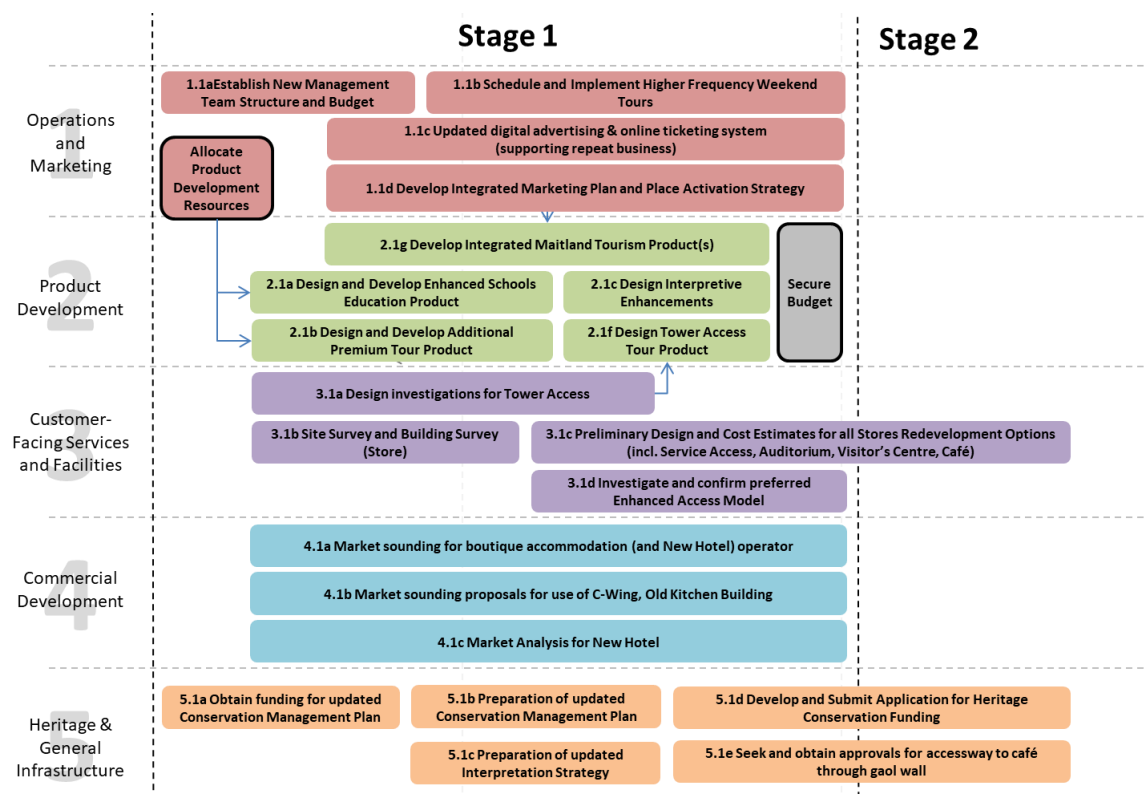 Stage 1
Stage 2
1
Operations
and
Marketing
1.1aEstablish New Management
Team Structure and Budget
1.1b Schedule and Implement Higher Frequency Weekend
Tours
1.1c Updated digital advertising & online ticketing system
(supporting repeat business)
Allocate
Product
Development
Resources
1.1d Develop Integrated Marketing Plan and Place Activation Strategy
2
Product
Development
2.1g Develop Integrated Maitland Tourism Product(s)
Secure
Budget
2.1a Design and Develop Enhanced Schools
Education Product
2.1c Design Interpretive
Enhancements
2.1b Design and Develop Additional
Premium Tour Product
2.1f Design Tower Access
Tour Product
3
Customer-
Facing Services
and Facilities
3.1a Design investigations for Tower Access
3.1b Site Survey and Building Survey
(Store)
3.1c Preliminary Design and Cost Estimates for all Stores Redevelopment Options
(incl. Service Access, Auditorium, Visitor's Centre, Café)
3.1d Investigate and confirm preferred
Enhanced Access Model
4
Commercial
Development
4.1a Market sounding for boutique accommodation (and New Hotel) operator
4.1b Market sounding proposals for use of C-Wing, Old Kitchen Building
4.1c Market Analysis for New Hotel
5
Heritage &
General
Infrastructure
5.1a Obtain funding for updated
Conservation Management Plan
5.1b Preparation of updated
Conservation Management Plan
5.1d Develop and Submit Application for Heritage
Conservation Funding
5.1c Preparation of updated
Interpretation Strategy
5.1e Seek and obtain approvals for accessway to café
through gaol wall